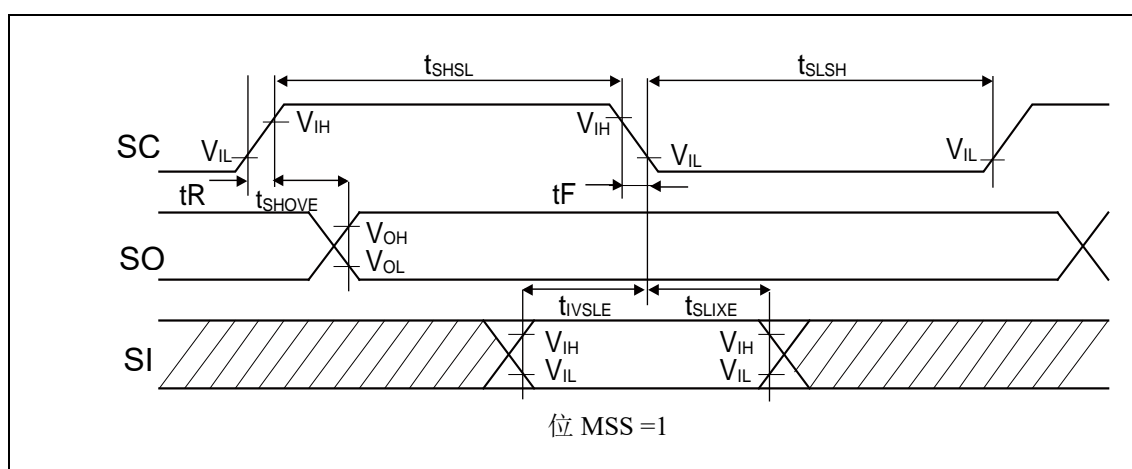 tSHSL tSLSH
SC VIL VIH VIH VIL VIL
tR tSHOVE tF
SO VOH
VOL
tIVSLE tSLIXE
SI VIH VIH
VIL VIL
位 MSS =1